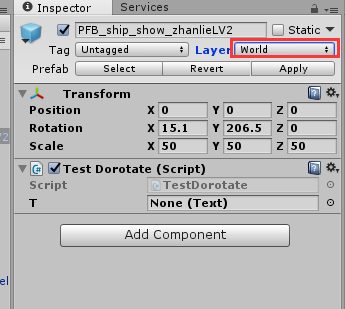 Inspector Services
PFB_ship_show_zhanlieLV2 Static
Tag Untagged Layer World
Prefab Select Revert Apply
Transform
Position X 0 Y 0 Z 0
Rotation X 15.1 Y 206.5 Z 0
Scale X 50 Y 50 Z 50
Test Dorotate (Script)
Script TestDorotate
T None (Text)
Add Component